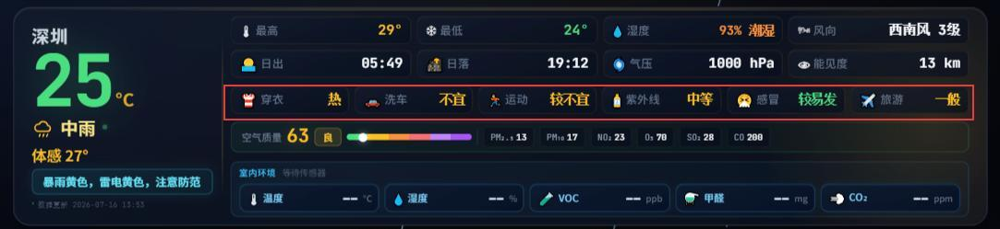 深圳
25°C
中雨
体感 27°
暴雨黄色，雷电黄色，注意防范
* 数据更新 2026-07-16 13:53
最高 29°
最低 24°
湿度 93% 潮湿
风向 西南风 3级
日出 05:49
日落 19:12
气压 1000 hPa
能见度 13 km
穿衣 热
洗车 不宜
运动 较不宜
紫外线 中等
感冒 较易发
旅游 一般
空气质量 63 良
PM₂.₅ 13
PM₁₀ 17
NO₂ 23
O₃ 70
SO₂ 28
CO 200
室内环境 等待传感器
温度 -- °C
湿度 -- %
VOC -- ppb
甲醛 -- mg
CO₂ -- ppm